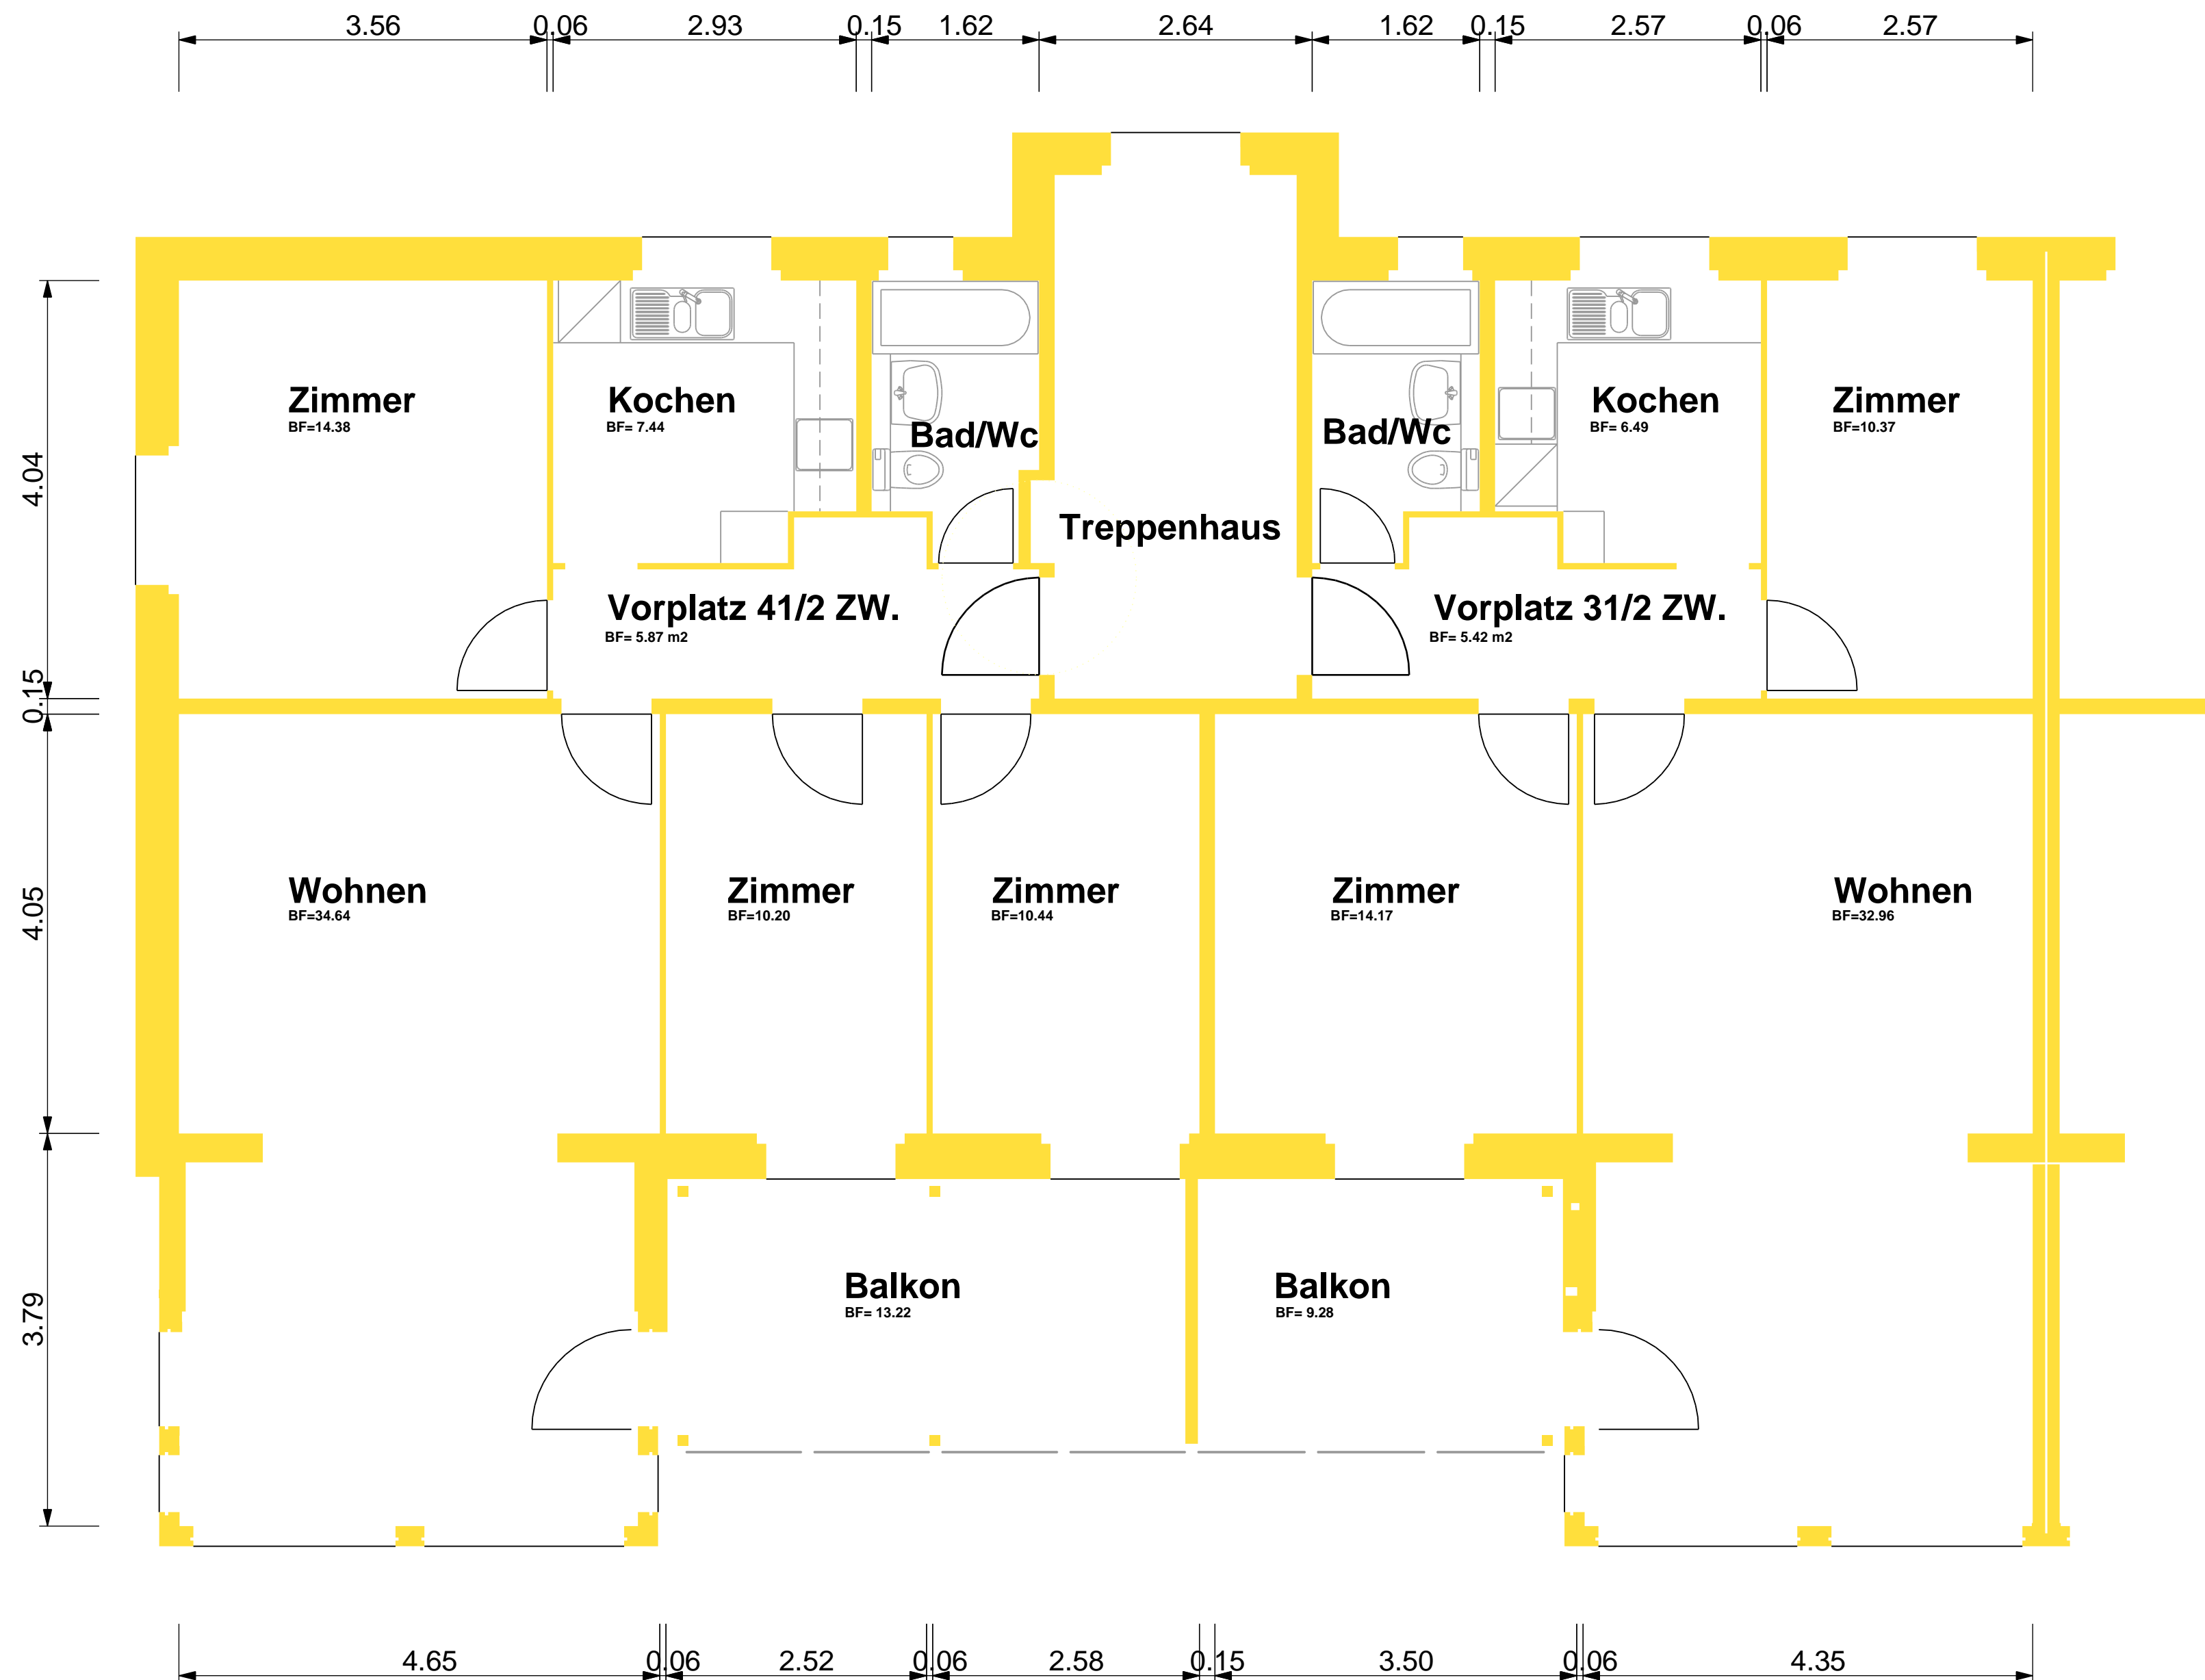 3.56 0.06 2.93 0.15 1.62 2.64 1.62 0.15 2.57 0.06 2.57
Zimmer
BF=14.38
Kochen
BF= 7.44
Bad/Wc
Bad/Wc
Kochen
BF= 6.49
Zimmer
BF=10.37
4.04
Treppenhaus
Vorplatz 41/2 ZW.
BF= 5.87 m2
Vorplatz 31/2 ZW.
BF= 5.42 m2
0.15
Wohnen
BF=34.64
Zimmer
BF=10.20
Zimmer
BF=10.44
Zimmer
BF=14.17
Wohnen
BF=32.96
4.05
Balkon
BF= 13.22
Balkon
BF= 9.28
3.79
4.65 0.06 2.52 0.06 2.58 0.15 3.50 0.06 4.35